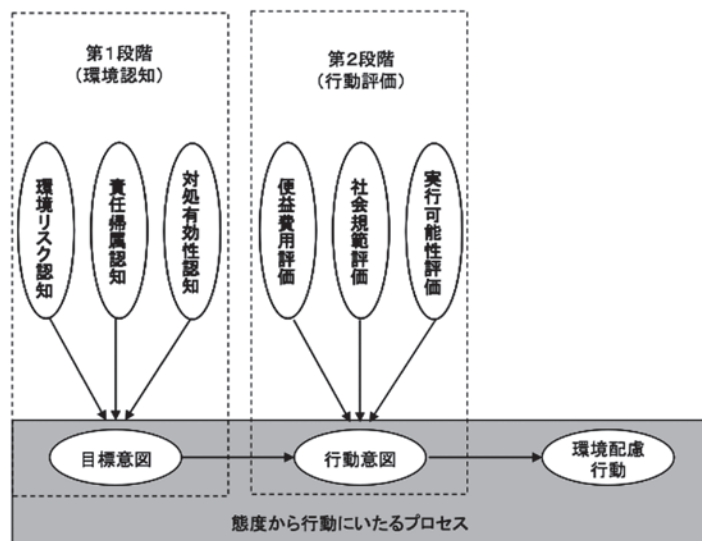 第1段階
（環境認知）
第2段階
（行動評価）
環境リスク認知
責任帰属認知
対処有効性認知
便益費用評価
社会規範評価
実行可能性評価
目標意図
行動意図
環境配慮
行動
態度から行動にいたるプロセス